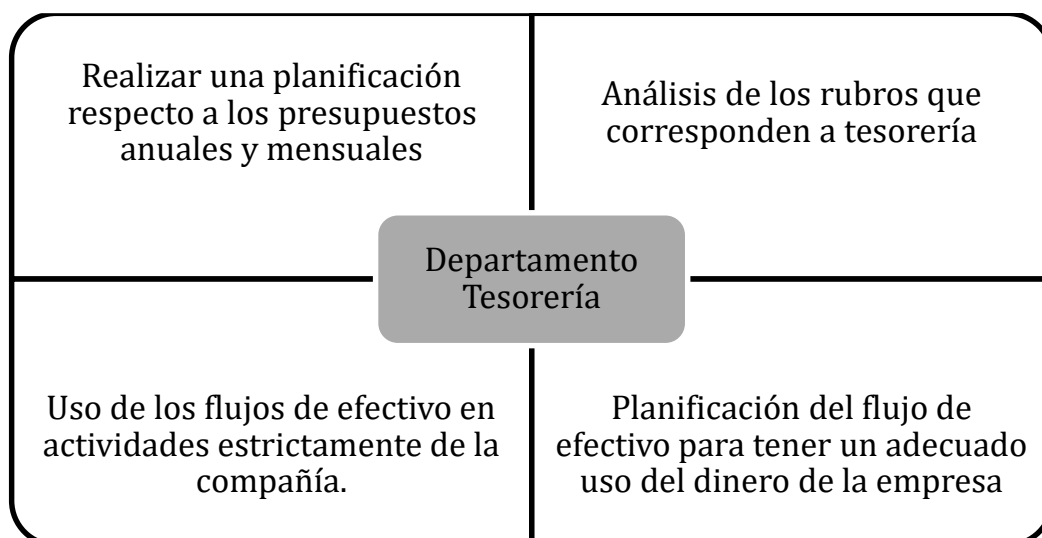 Realizar una planificación
respecto a los presupuestos
anuales y mensuales
Análisis de los rubros que
corresponden a tesorería
Departamento
Tesorería
Uso de los flujos de efectivo en
actividades estrictamente de la
compañía.
Planificación del flujo de
efectivo para tener un adecuado
uso del dinero de la empresa